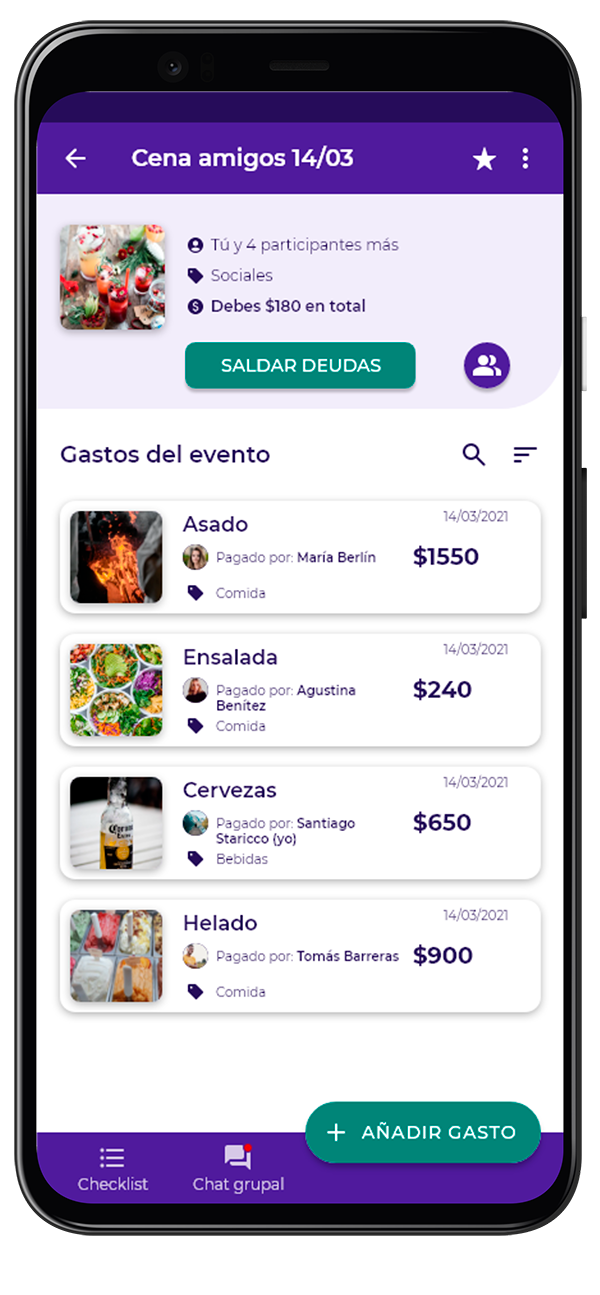 Cena amigos 14/03
Tú y 4 participantes más
Sociales
Debes $180 en total
SALDAR DEUDAS
Gastos del evento
Asado
14/03/2021
Pagado por: María Berlín
$1550
Comida
Ensalada
14/03/2021
Pagado por: Agustina
Benítez
$240
Comida
Cervezas
14/03/2021
Pagado por: Santiago
Staricco (yo)
$650
Bebidas
Helado
14/03/2021
Pagado por: Tomás Barreras
$900
Comida
AÑADIR GASTO
Checklist
Chat grupal